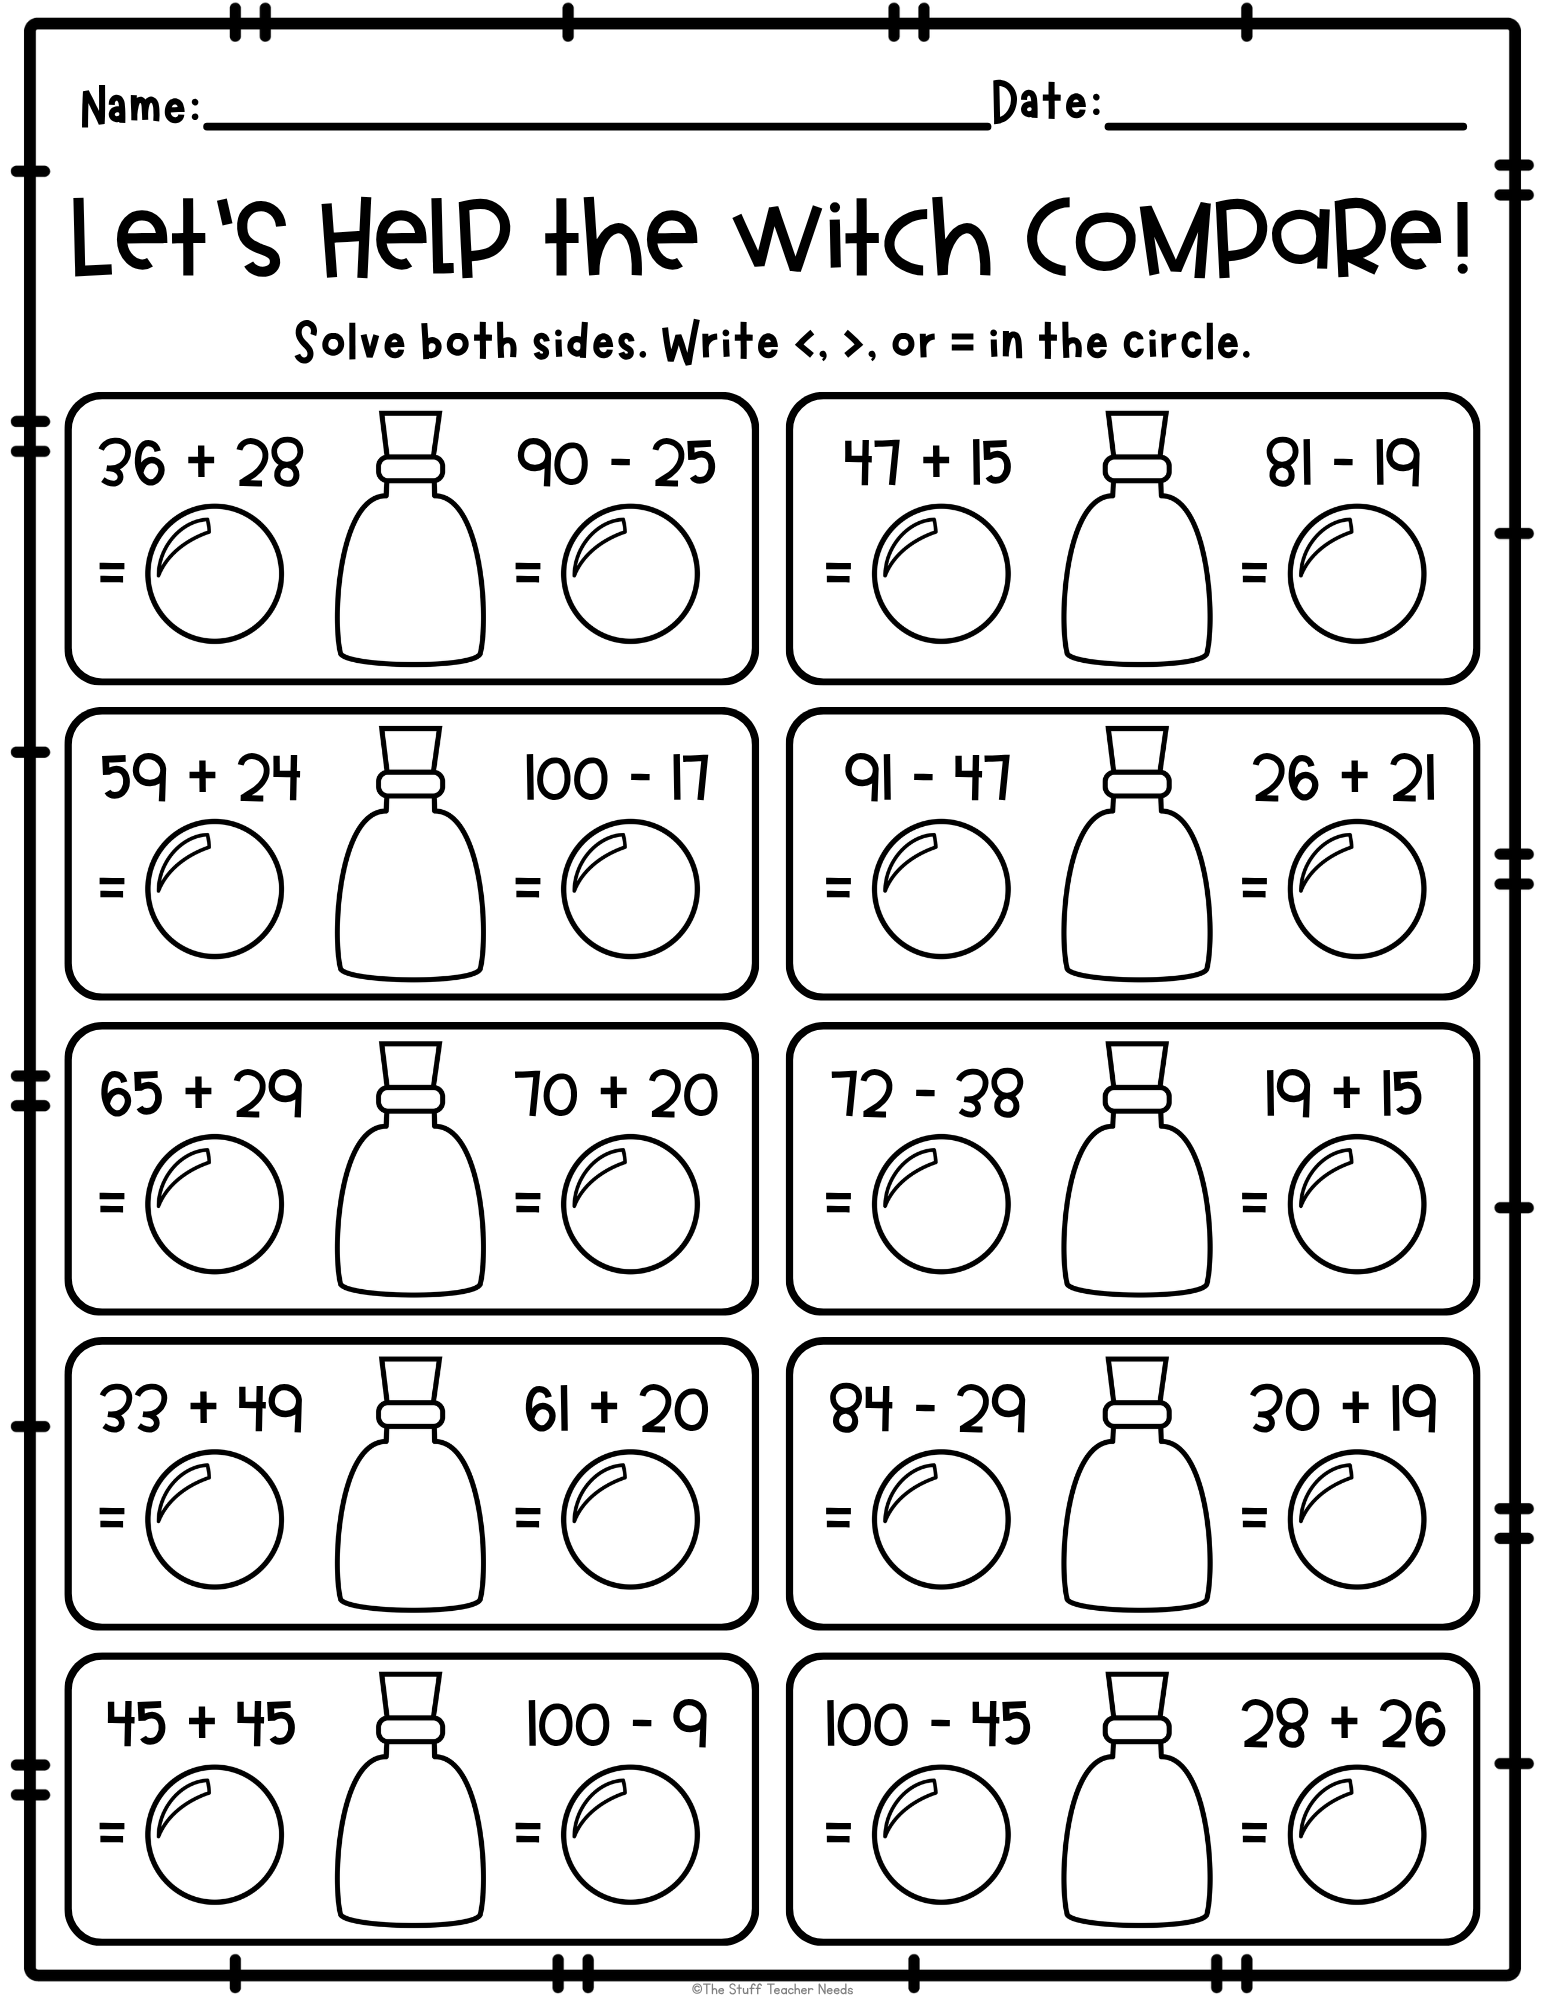 Name: Date:
Let's Help the Witch Compare!
Solve both sides. Write <, >, or = in the circle.
36 + 28 90 - 25 47 + 15 81 - 19
= = = =
59 + 24 100 - 17 91 - 47 26 + 21
= = = =
65 + 29 70 + 20 72 - 38 19 + 15
= = = =
33 + 49 61 + 20 84 - 29 30 + 19
= = = =
45 + 45 100 - 9 100 - 45 28 + 26
= = = =
©The Stuff Teacher Needs